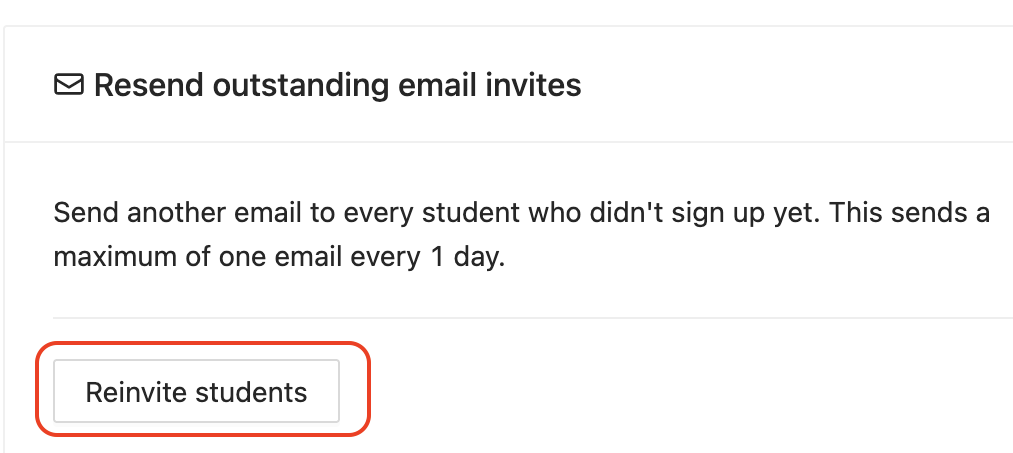 Resend outstanding email invites
Send another email to every student who didn't sign up yet. This sends a
maximum of one email every 1 day.
Reinvite students